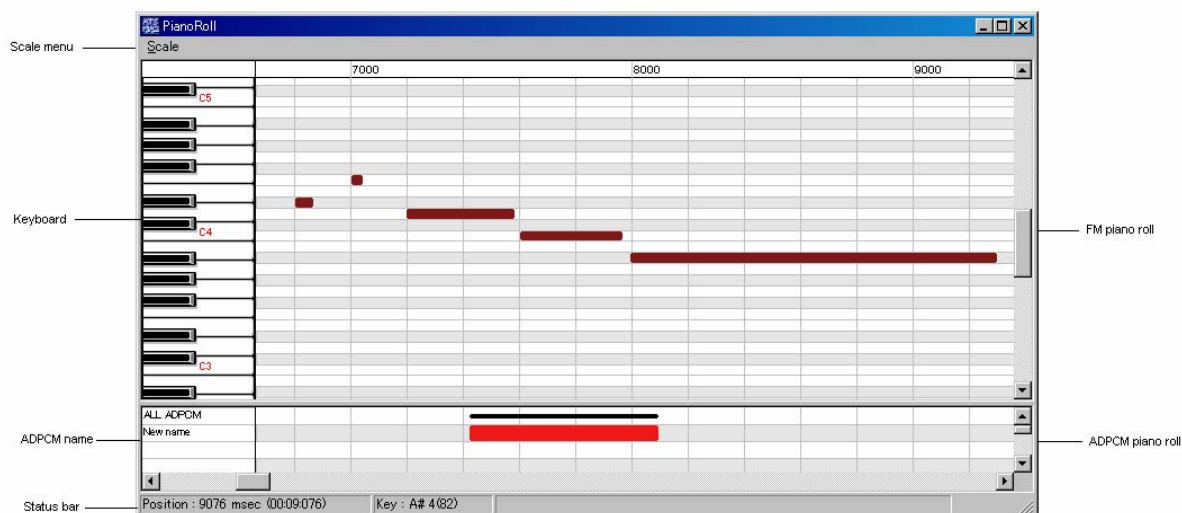 PianoRoll
Scale menu
Scale
7000 8000 9000
C5
Keyboard
C4
FM piano roll
C3
ALL ADPCM
New name
ADPCM name
ADPCM piano roll
Status bar
Position : 9076 msec (00:09:076) Key : A# 4(82)